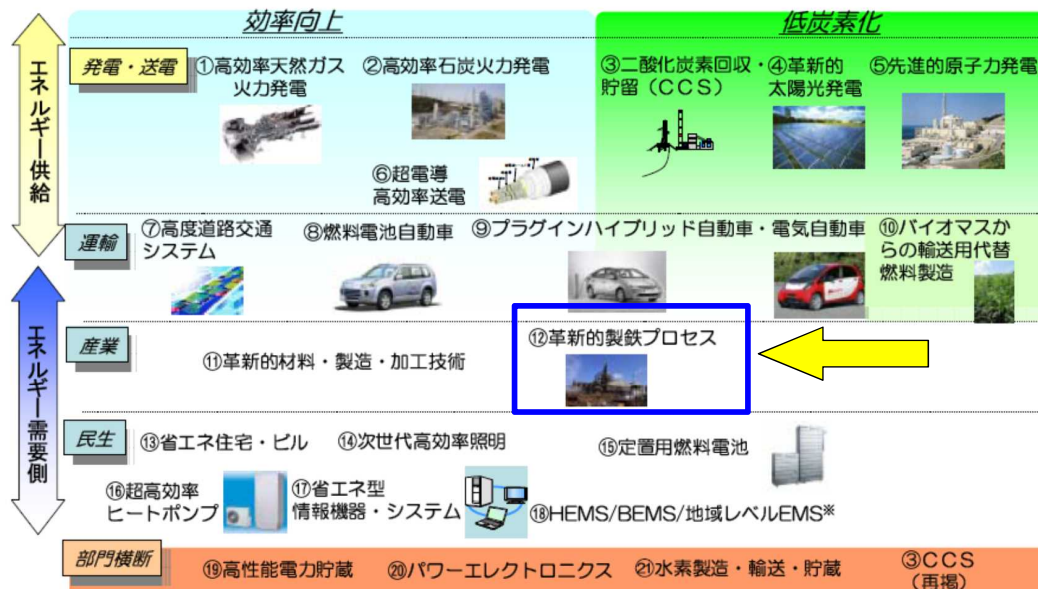 効率向上
低炭素化
エネルギー供給
発電・送電
①高効率天然ガス
火力発電
②高効率石炭火力発電
③二酸化炭素回収・
貯留（CCS）
④革新的
太陽光発電
⑤先進的原子力発電
⑥超電導
高効率送電
運輸
⑦高度道路交通
システム
⑧燃料電池自動車
⑨プラグインハイブリッド自動車・電気自動車
⑩バイオマスか
らの輸送用代替
燃料製造
エネルギー需要側
産業
⑪革新的材料・製造・加工技術
⑫革新的製鉄プロセス
民生
⑬省エネ住宅・ビル
⑭次世代高効率照明
⑮定置用燃料電池
⑯超高効率
ヒートポンプ
⑰省エネ型
情報機器・システム
⑱HEMS/BEMS/地域レベルEMS※
部門横断
⑲高性能電力貯蔵
⑳パワーエレクトロニクス
㉑水素製造・輸送・貯蔵
③CCS
（再掲）